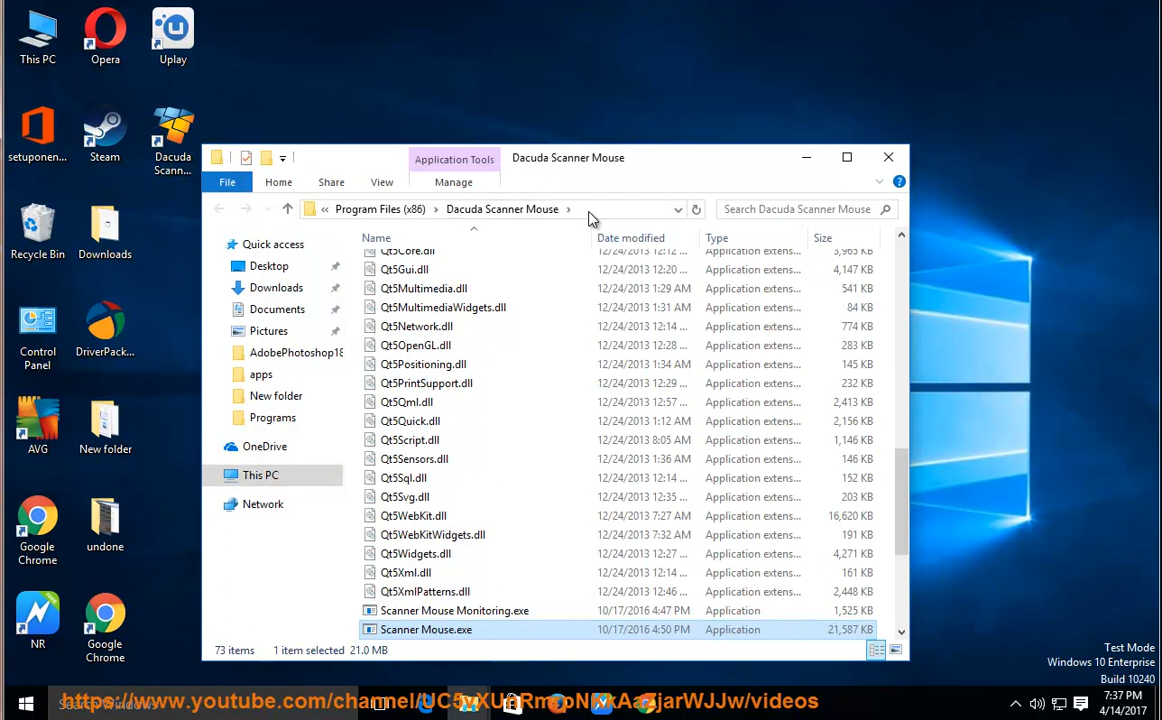 This PC
Opera
Uplay
setuponen...
Steam
Dacuda
Scann...
Recycle Bin
Downloads
Control
Panel
DriverPack...
AVG
New folder
Google
Chrome
undone
NR
Google
Chrome
Application Tools
Dacuda Scanner Mouse
File
Home
Share
View
Manage
« Program Files (x86) › Dacuda Scanner Mouse ›
Search Dacuda Scanner Mouse
Quick access
Desktop
Downloads
Documents
Pictures
AdobePhotoshop18
apps
New folder
Programs
OneDrive
This PC
Network
Name Date modified Type Size
Qt5Core.dll 12/24/2013 12:12 ... Application extens... 3,965 KB
Qt5Gui.dll 12/24/2013 12:20 ... Application extens... 4,147 KB
Qt5Multimedia.dll 12/24/2013 1:29 AM Application extens... 541 KB
Qt5MultimediaWidgets.dll 12/24/2013 1:31 AM Application extens... 84 KB
Qt5Network.dll 12/24/2013 12:14 ... Application extens... 774 KB
Qt5OpenGL.dll 12/24/2013 12:28 ... Application extens... 283 KB
Qt5Positioning.dll 12/24/2013 1:34 AM Application extens... 145 KB
Qt5PrintSupport.dll 12/24/2013 12:29 ... Application extens... 232 KB
Qt5Qml.dll 12/24/2013 12:57 ... Application extens... 2,413 KB
Qt5Quick.dll 12/24/2013 1:12 AM Application extens... 2,156 KB
Qt5Script.dll 12/24/2013 8:05 AM Application extens... 1,146 KB
Qt5Sensors.dll 12/24/2013 1:36 AM Application extens... 146 KB
Qt5Sql.dll 12/24/2013 12:14 ... Application extens... 152 KB
Qt5Svg.dll 12/24/2013 12:35 ... Application extens... 203 KB
Qt5WebKit.dll 12/24/2013 7:27 AM Application extens... 16,620 KB
Qt5WebKitWidgets.dll 12/24/2013 7:32 AM Application extens... 191 KB
Qt5Widgets.dll 12/24/2013 12:27 ... Application extens... 4,271 KB
Qt5Xml.dll 12/24/2013 12:14 ... Application extens... 161 KB
Qt5XmlPatterns.dll 12/24/2013 12:46 ... Application extens... 2,448 KB
Scanner Mouse Monitoring.exe 10/17/2016 4:47 PM Application 1,525 KB
Scanner Mouse.exe 10/17/2016 4:50 PM Application 21,587 KB
73 items 1 item selected 21.0 MB
Test Mode
Windows 10 Enterprise
Build 10240
7:37 PM
4/14/2017